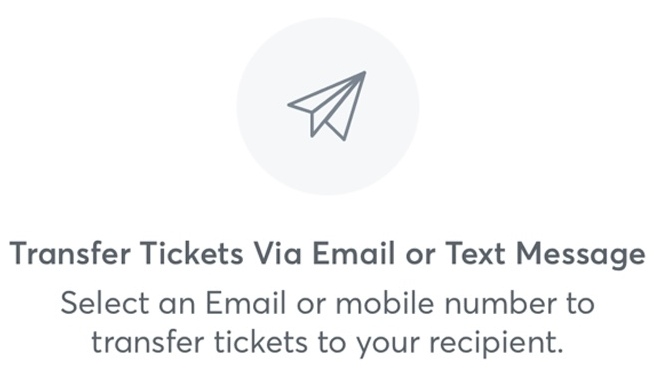 Transfer Tickets Via Email or Text Message
Select an Email or mobile number to
transfer tickets to your recipient.